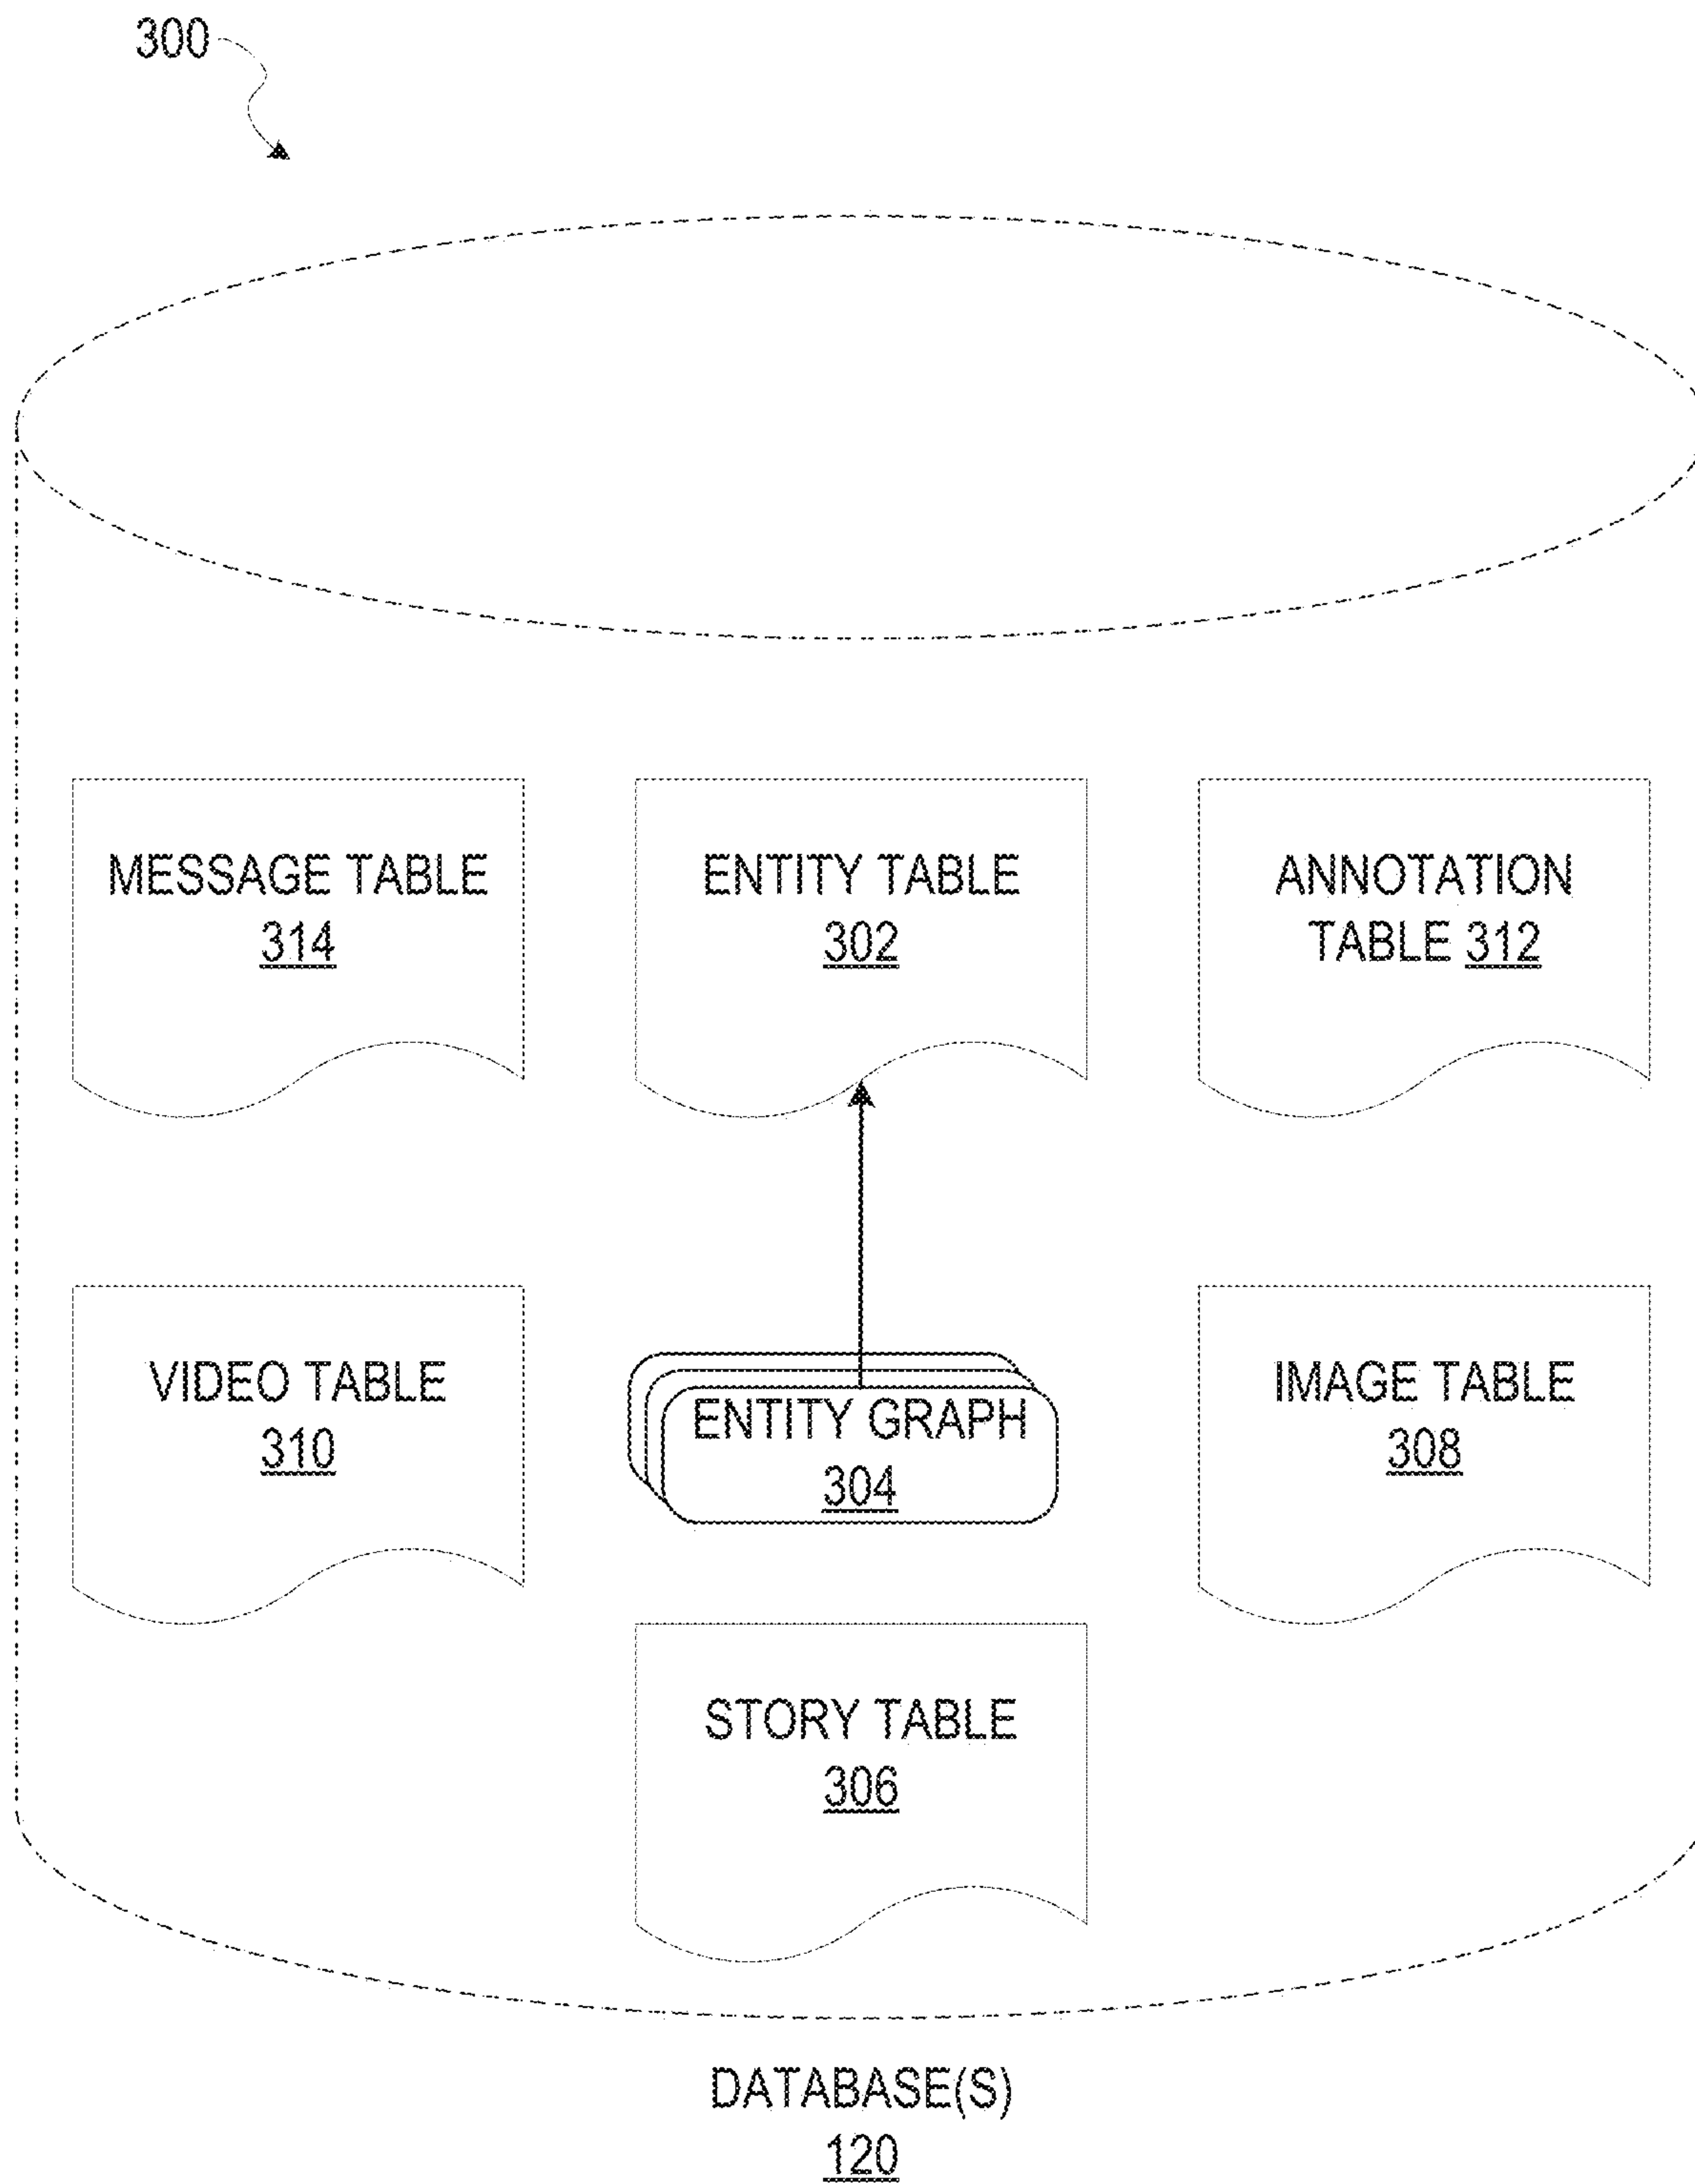 300
MESSAGE TABLE
314
ENTITY TABLE
302
ANNOTATION
TABLE 312
VIDEO TABLE
310
ENTITY GRAPH
304
IMAGE TABLE
308
STORY TABLE
306
DATABASE(S)
120